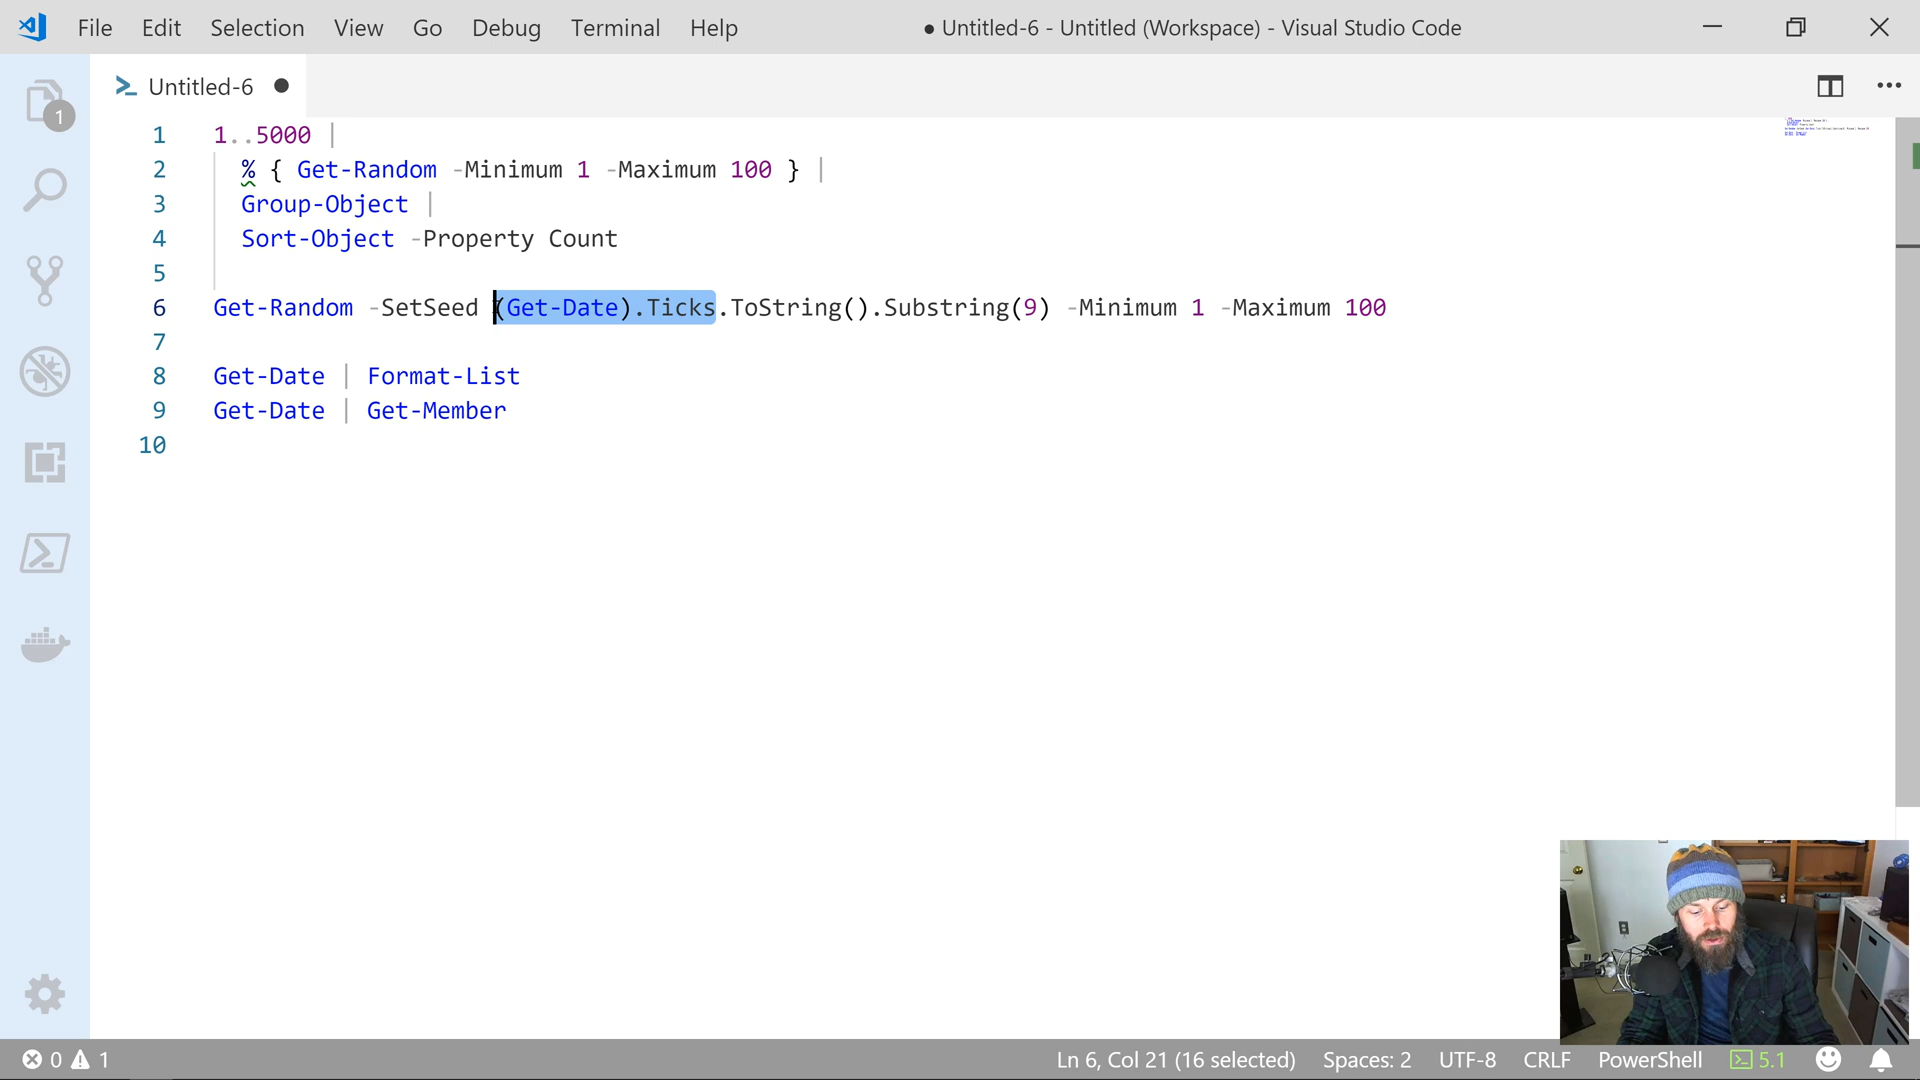 File Edit Selection View Go Debug Terminal Help
● Untitled-6 - Untitled (Workspace) - Visual Studio Code
Untitled-6
1
1 1..5000 |
2 % { Get-Random -Minimum 1 -Maximum 100 } |
3 Group-Object |
4 Sort-Object -Property Count
5
6 Get-Random -SetSeed (Get-Date).Ticks.ToString().Substring(9) -Minimum 1 -Maximum 100
7
8 Get-Date | Format-List
9 Get-Date | Get-Member
10
0 1
Ln 6, Col 21 (16 selected) Spaces: 2 UTF-8 CRLF PowerShell 5.1